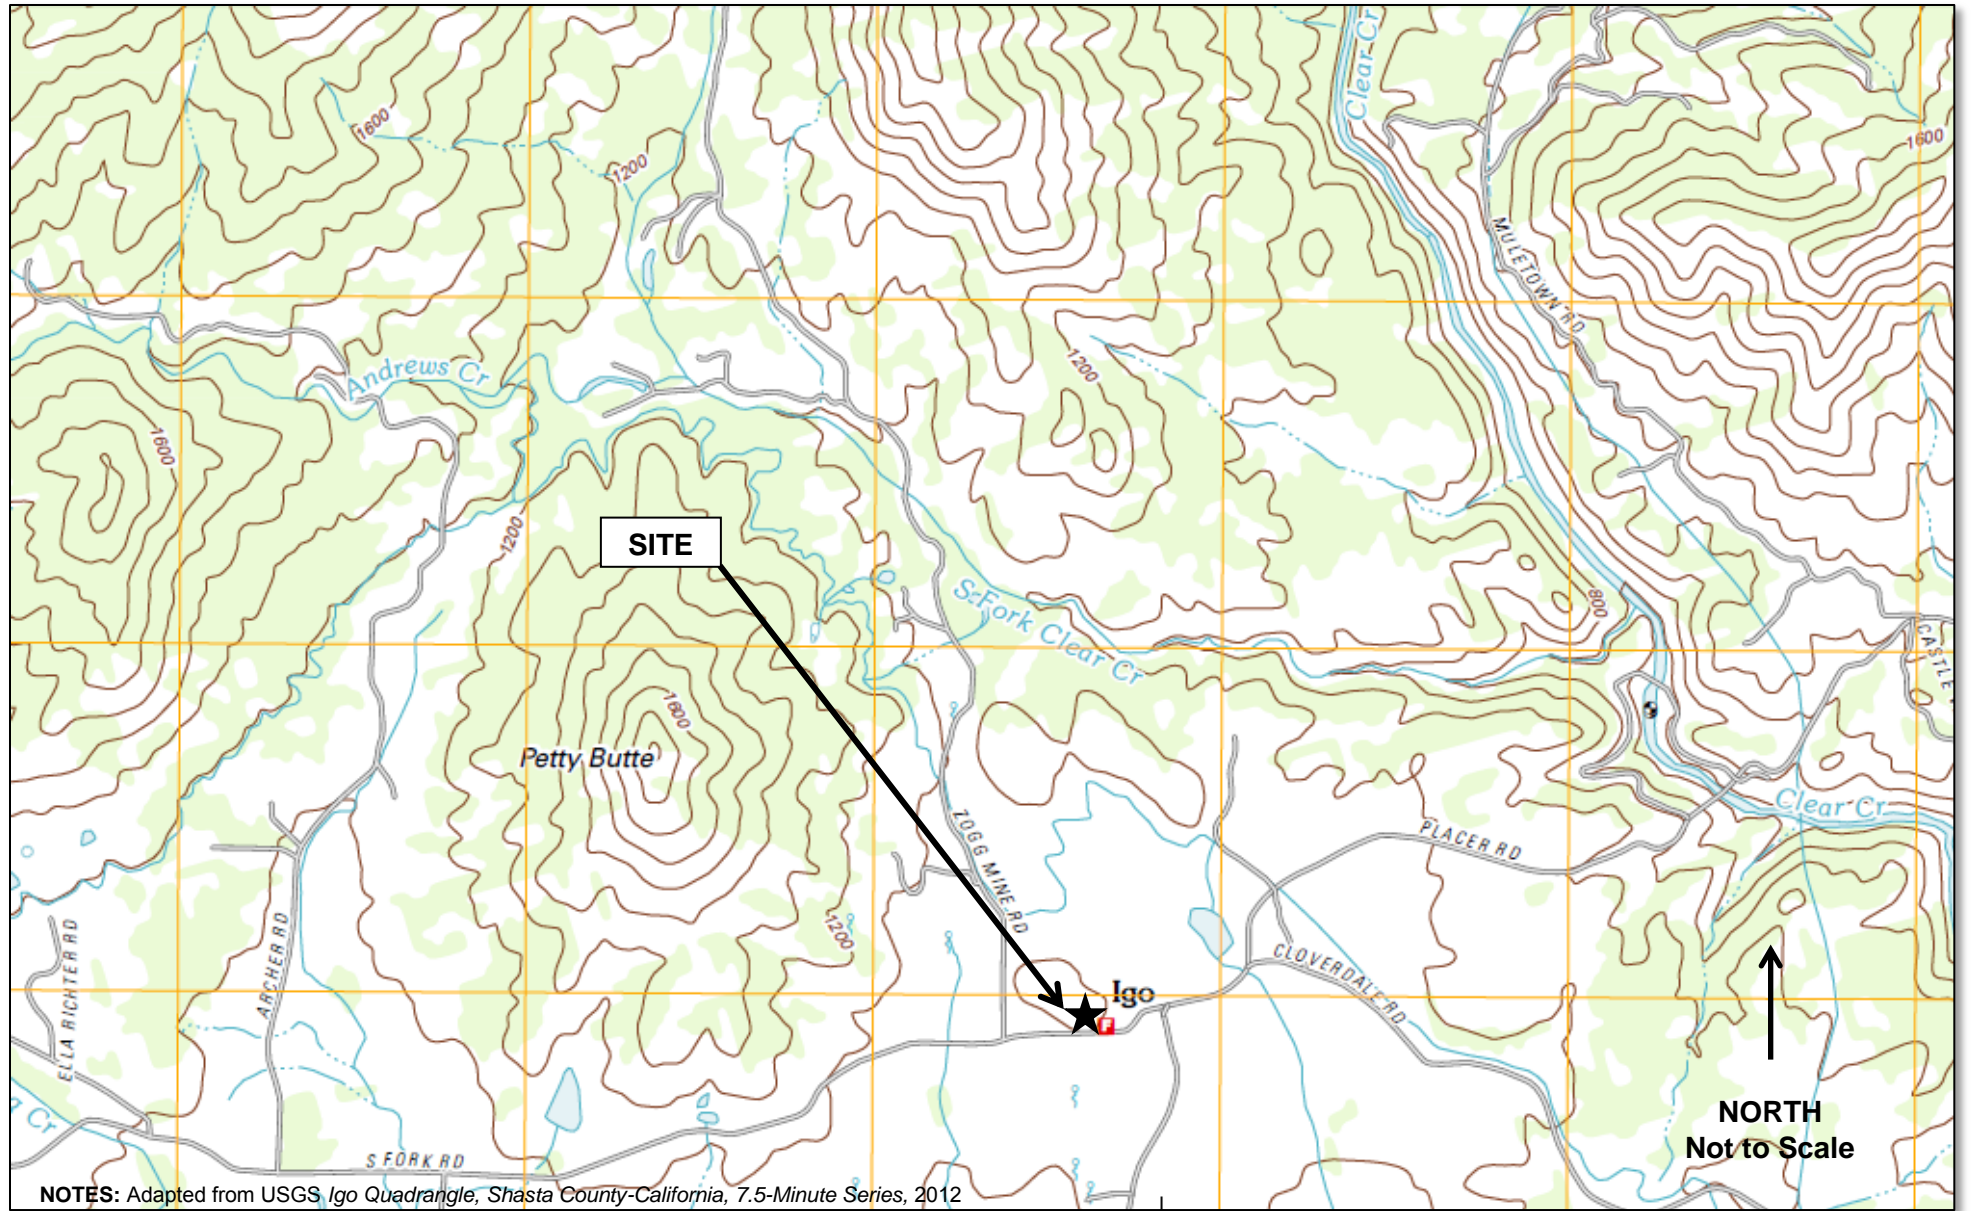 Clear Cr
1600
1200
1600
MULETOWN RD
1200
Andrews Cr
1600
1200
SITE
S Fork Clear Cr
800
CASTLE
1600
Petty Butte
Clear Cr
ZOGG MINE RD
PLACER RD
1200
ELLA RICHTER RD
ARCHER RD
CLOVERDALE RD
Igo
F
Cr
NORTH
Not to Scale
S FORK RD
NOTES: Adapted from USGS Igo Quadrangle, Shasta County-California, 7.5-Minute Series, 2012